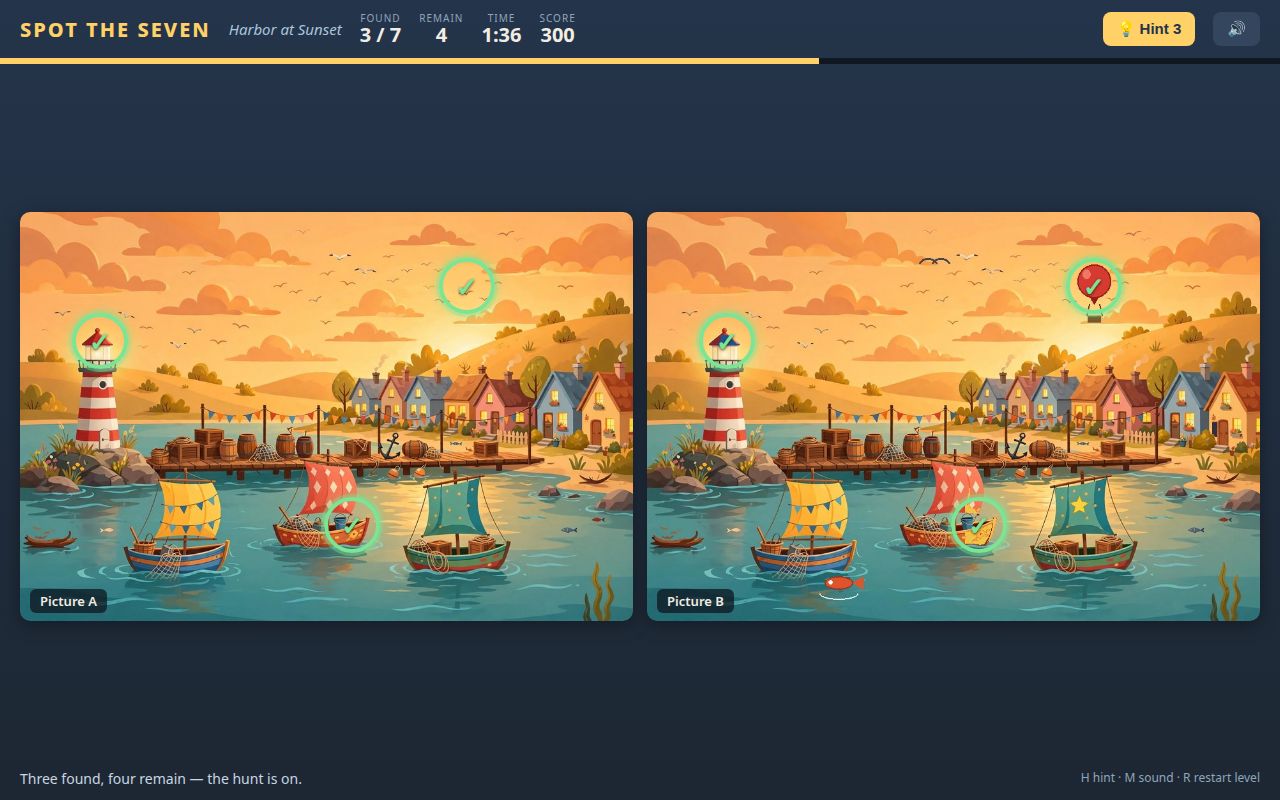 SPOT THE SEVEN
Harbor at Sunset
FOUND
3 / 7
REMAIN
4
TIME
1:36
SCORE
300
💡 Hint 3
Picture A
Picture B
Three found, four remain — the hunt is on.
H hint · M sound · R restart level